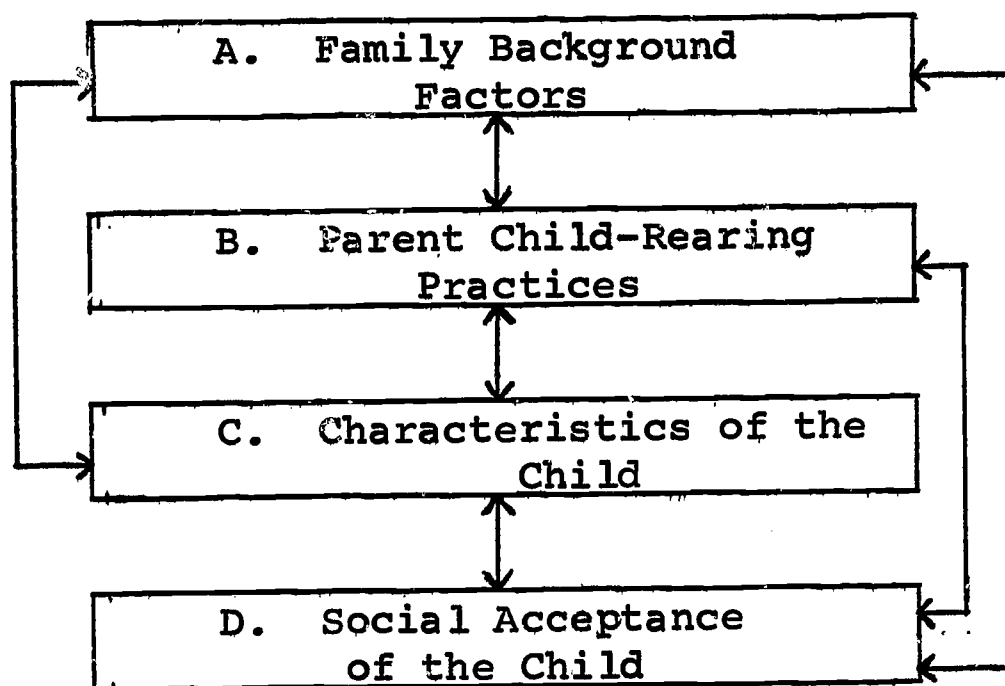 A. Family Background
Factors
B. Parent Child-Rearing
Practices
C. Characteristics of the
Child
D. Social Acceptance
of the Child